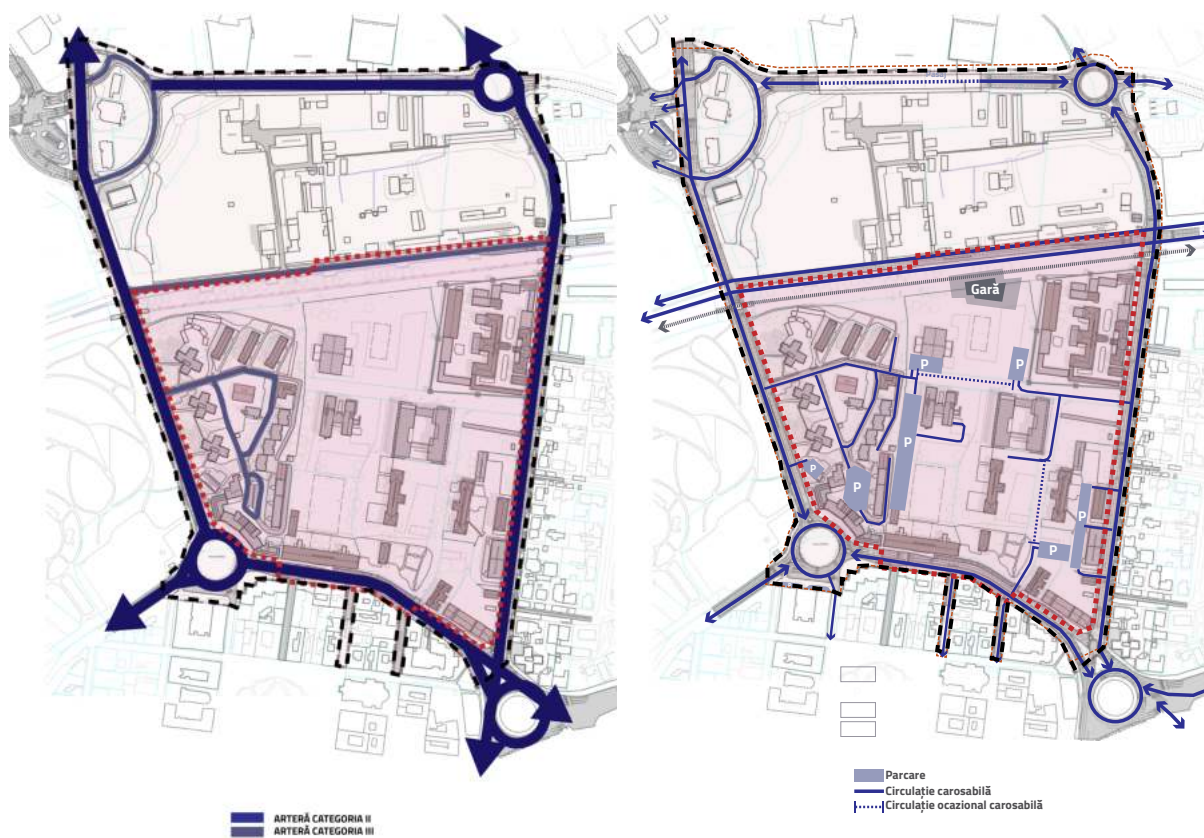 Gară
P
P
P
P
P
P
P
ARTERĂ CATEGORIA II
ARTERĂ CATEGORIA III
Parcare
Circulație carosabilă
Circulație ocazional carosabilă